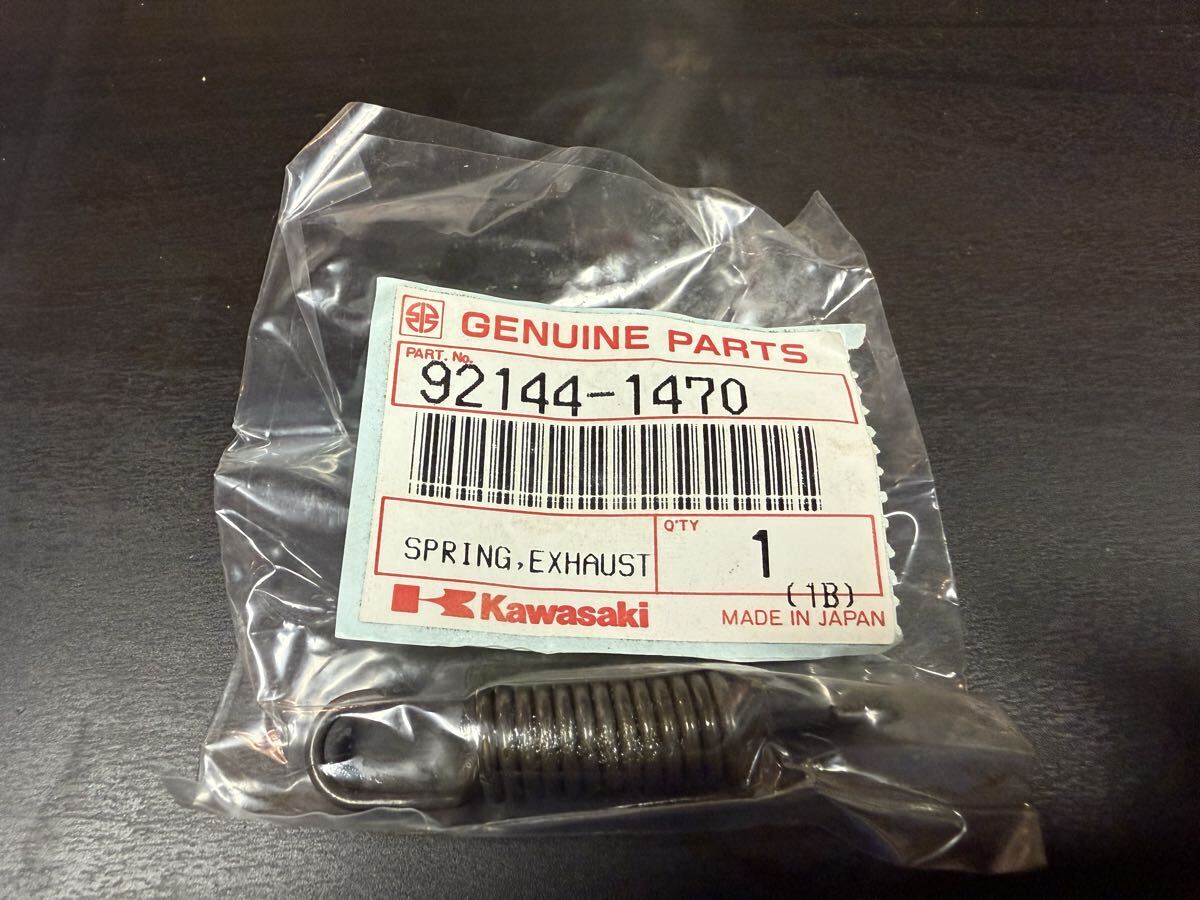 GENUINE PARTS
PART. No.
92144-1470
SPRING,EXHAUST
Q'TY
1
(1B)
Kawasaki
MADE IN JAPAN